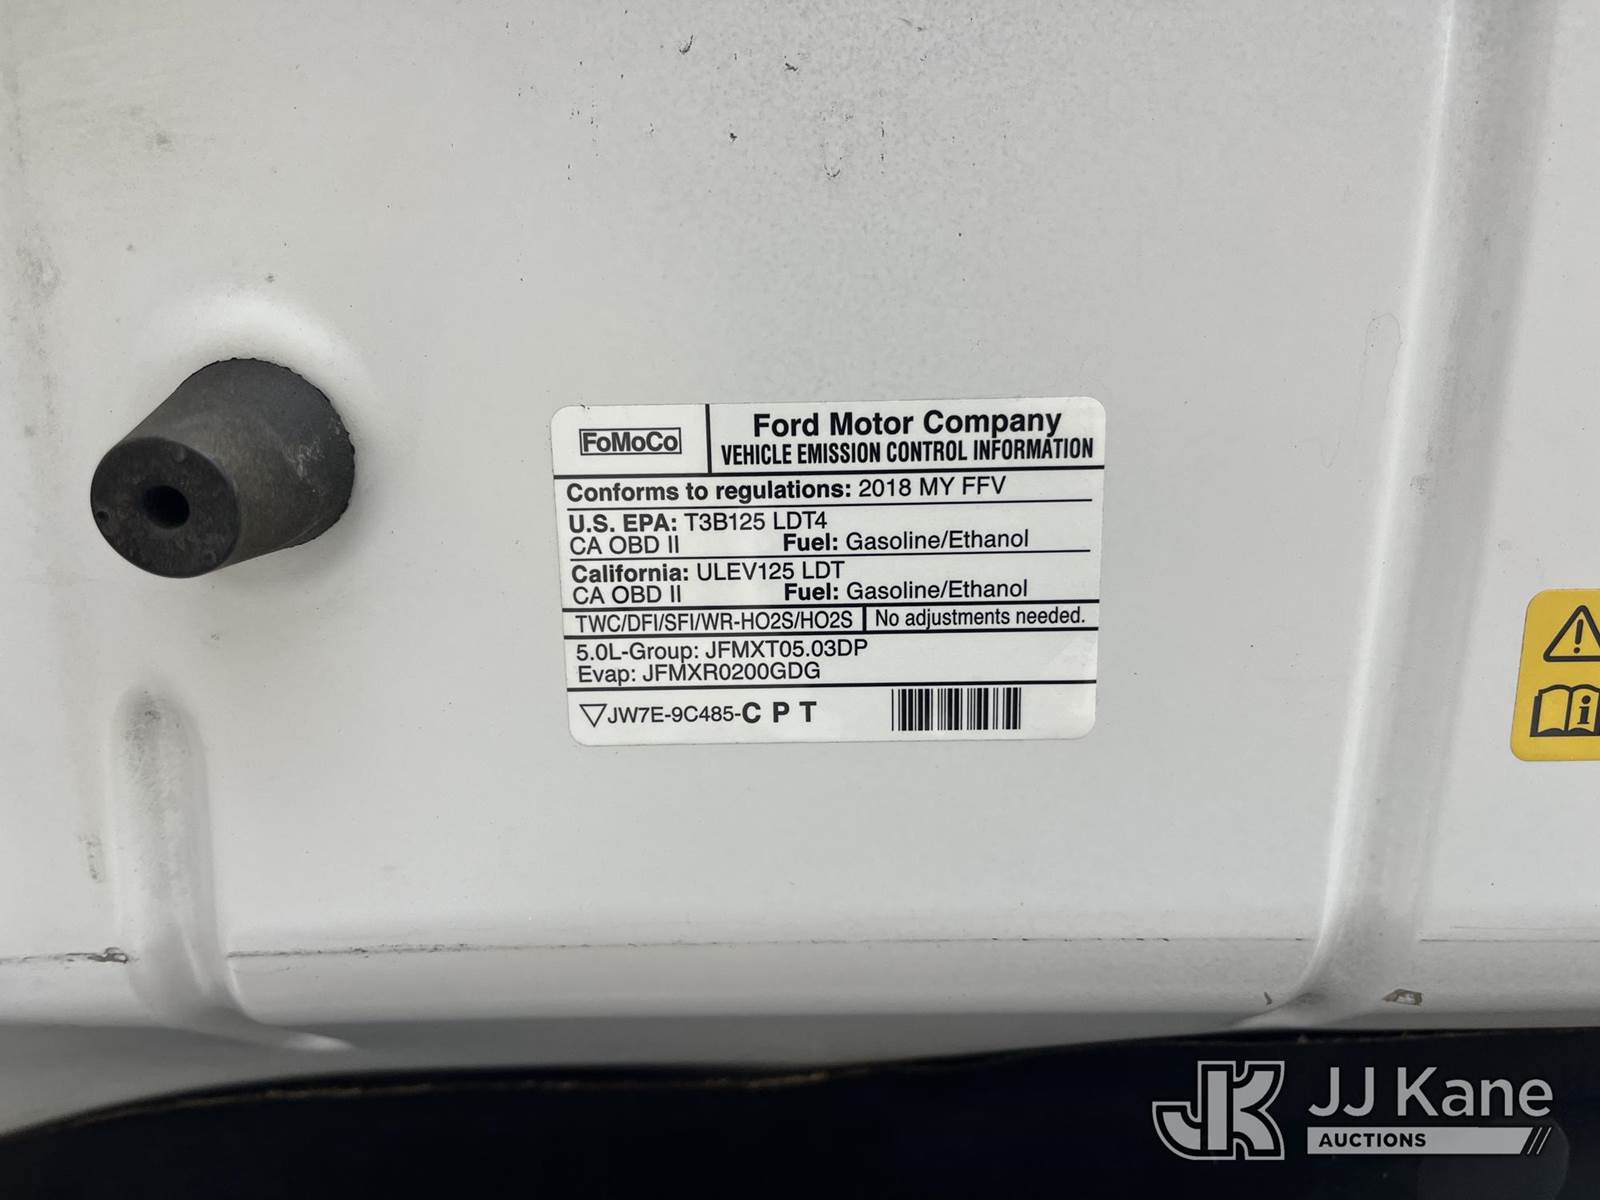 FoMoCo
Ford Motor Company
VEHICLE EMISSION CONTROL INFORMATION
Conforms to regulations: 2018 MY FFV
U.S. EPA: T3B125 LDT4
CA OBD II Fuel: Gasoline/Ethanol
California: ULEV125 LDT
CA OBD II Fuel: Gasoline/Ethanol
TWC/DFI/SFI/WR-HO2S/HO2S No adjustments needed.
5.0L-Group: JFMXT05.03DP
Evap: JFMXR0200GDG
JW7E-9C485-C P T
JK JJ Kane
AUCTIONS